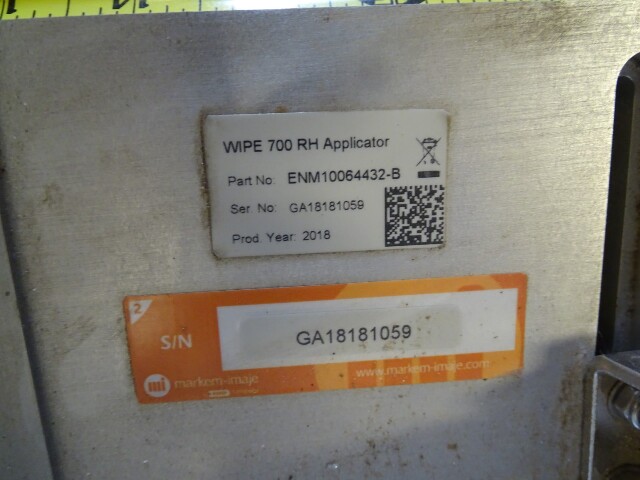 WIPE 700 RH Applicator
Part No: ENM10064432-B
Ser. No: GA18181059
Prod. Year: 2018
2
S/N
GA18181059
mi markem-imaje
www.markem-imaje.com